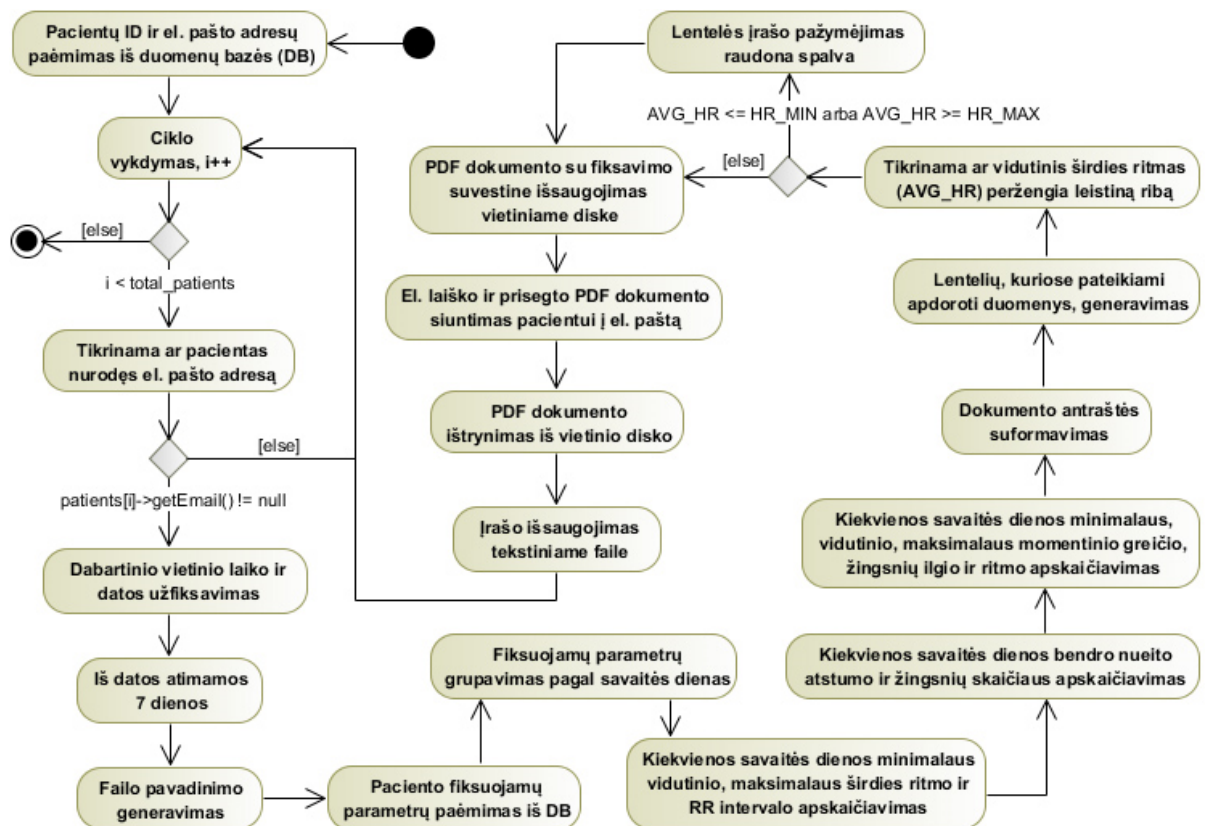 Pacientų ID ir el. pašto adresų
paėmimas iš duomenų bazės (DB)
Ciklo
vykdymas, i++
[else]
i < total_patients
Tikrinama ar pacientas
nurodęs el. pašto adresą
[else]
patients[i]->getEmail() != null
Dabartinio vietinio laiko ir
datos užfiksavimas
Iš datos atimamos
7 dienos
Failo pavadinimo
generavimas
Paciento fiksuojamų
parametrų paėmimas iš DB
Fiksuojamų parametrų
grupavimas pagal savaitės dienas
Kiekvienos savaitės dienos minimalaus
vidutinio, maksimalaus širdies ritmo ir
RR intervalo apskaičiavimas
Kiekvienos savaitės dienos bendro nueito
atstumo ir žingsnių skaičiaus apskaičiavimas
Kiekvienos savaitės dienos minimalaus,
vidutinio, maksimalaus momentinio greičio,
žingsnių ilgio ir ritmo apskaičiavimas
Dokumento antraštės
suformavimas
Lentelių, kuriose pateikiami
apdoroti duomenys, generavimas
Tikrinama ar vidutinis širdies ritmas
(AVG_HR) peržengia leistiną ribą
[else]
AVG_HR <= HR_MIN arba AVG_HR >= HR_MAX
Lentelės įrašo pažymėjimas
raudona spalva
PDF dokumento su fiksavimo
suvestine išsaugojimas
vietiniame diske
El. laiško ir prisegto PDF dokumento
siuntimas pacientui į el. paštą
PDF dokumento
ištrynimas iš vietinio disko
Įrašo išsaugojimas
tekstiniame faile